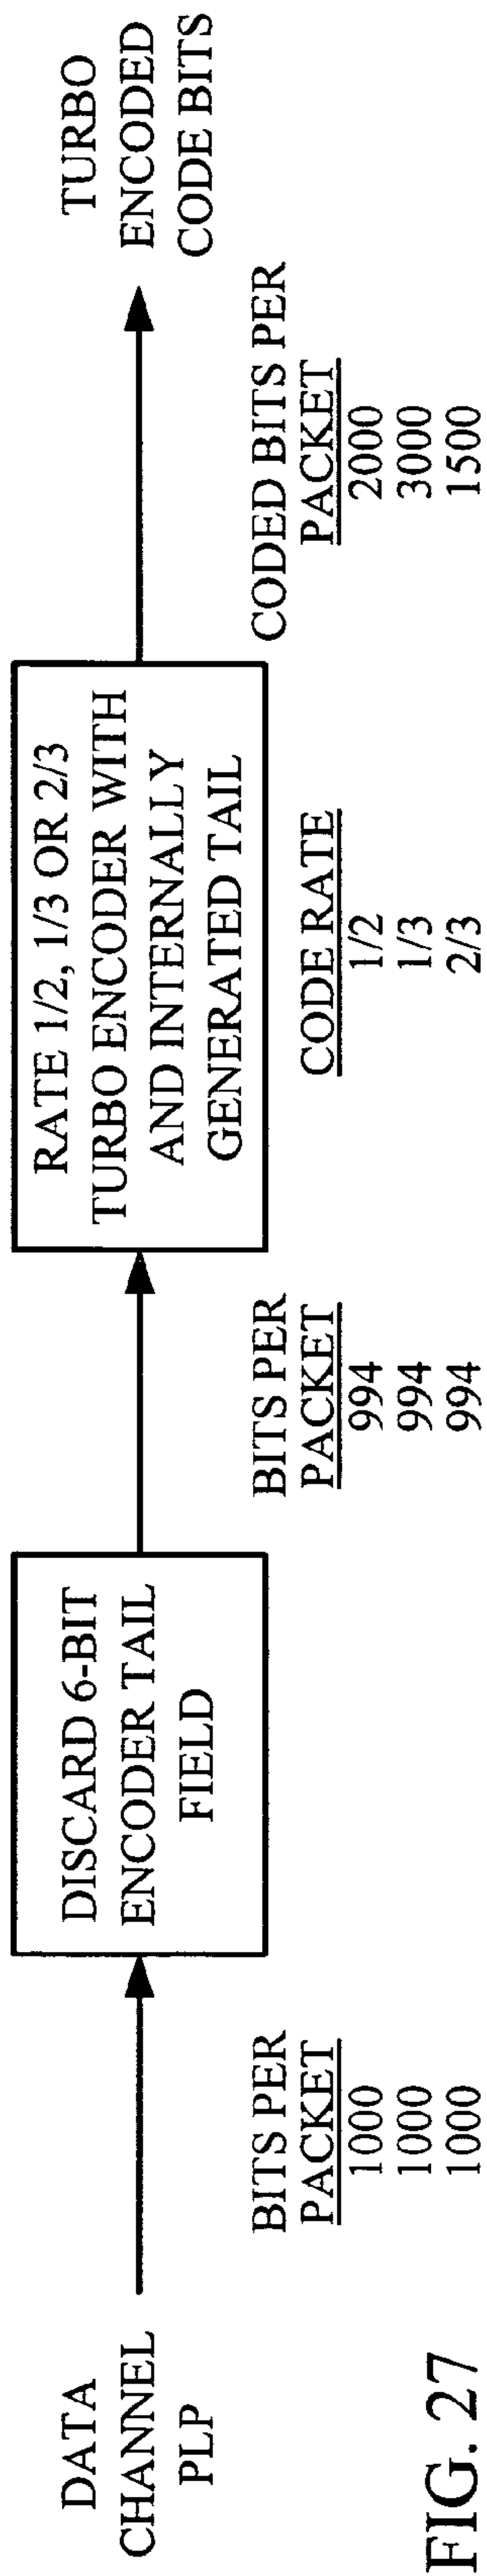 DATA
CHANNEL
PLP
DISCARD 6-BIT
ENCODER TAIL
FIELD
RATE 1/2, 1/3 OR 2/3
TURBO ENCODER WITH
AND INTERNALLY
GENERATED TAIL
TURBO
ENCODED
CODE BITS
BITS PER
PACKET
1000
1000
1000
BITS PER
PACKET
994
994
994
CODE RATE
1/2
1/3
2/3
CODED BITS PER
PACKET
2000
3000
1500
FIG. 27